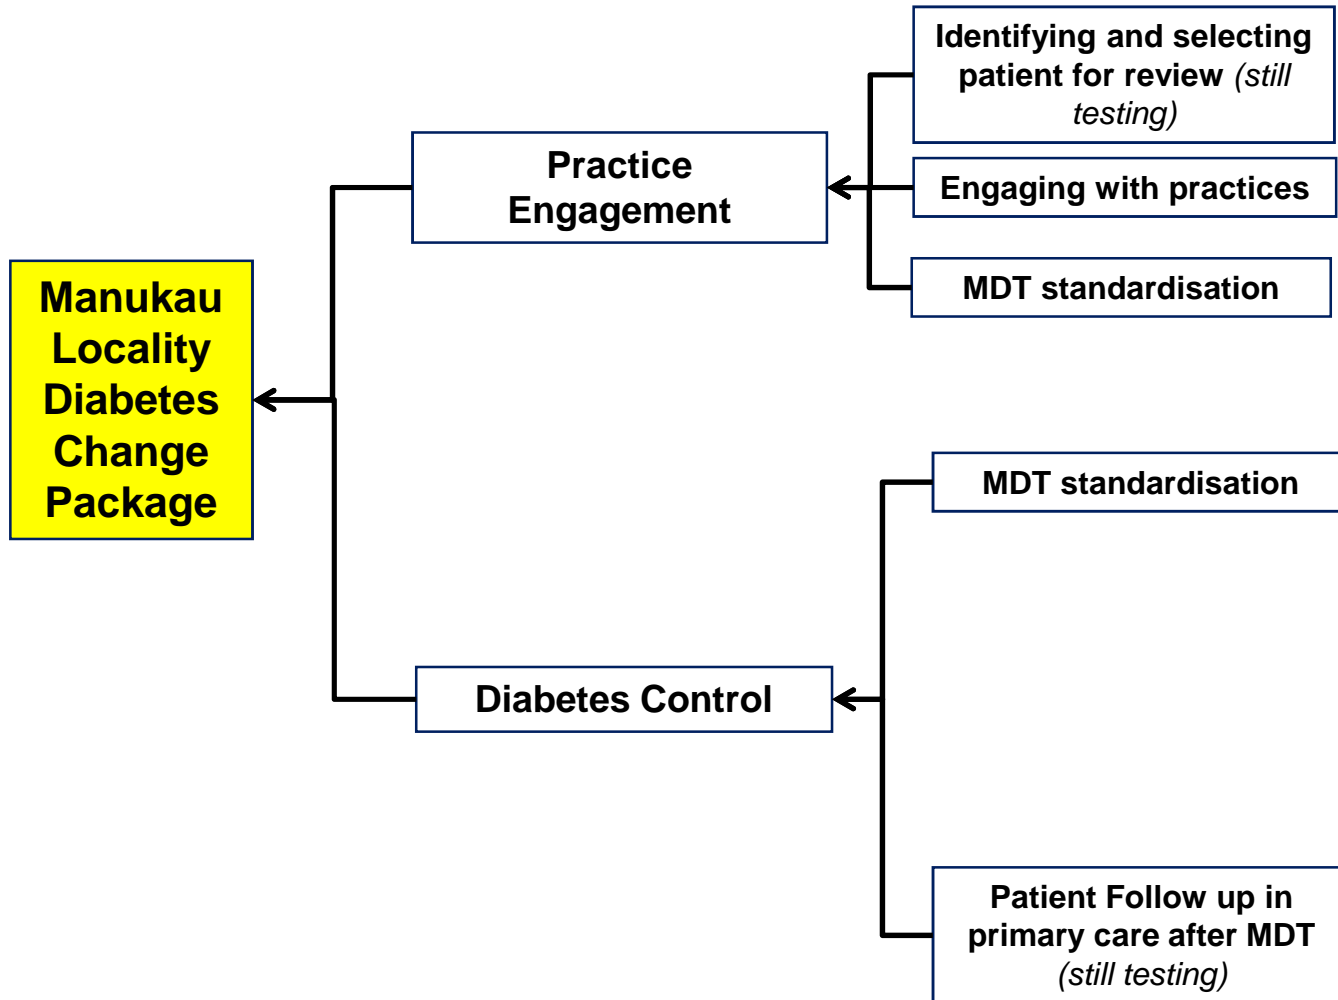 Identifying and selecting
patient for review (still
testing)
Practice
Engagement
Engaging with practices
MDT standardisation
Manukau
Locality
Diabetes
Change
Package
MDT standardisation
Diabetes Control
Patient Follow up in
primary care after MDT
(still testing)